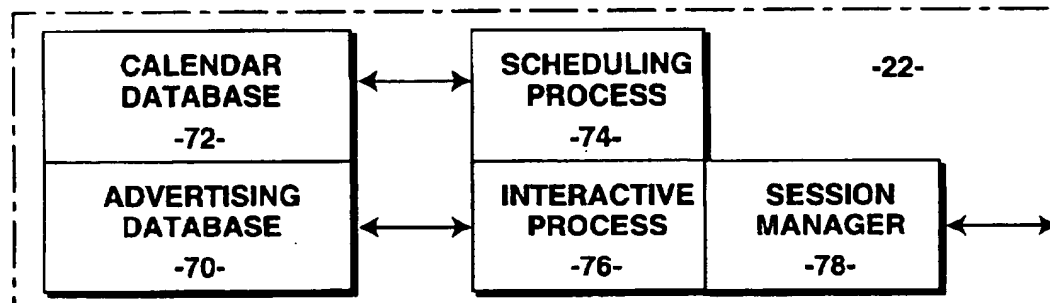 CALENDAR
DATABASE
-72-
SCHEDULING
PROCESS
-74-
-22-
ADVERTISING
DATABASE
-70-
INTERACTIVE
PROCESS
-76-
SESSION
MANAGER
-78-